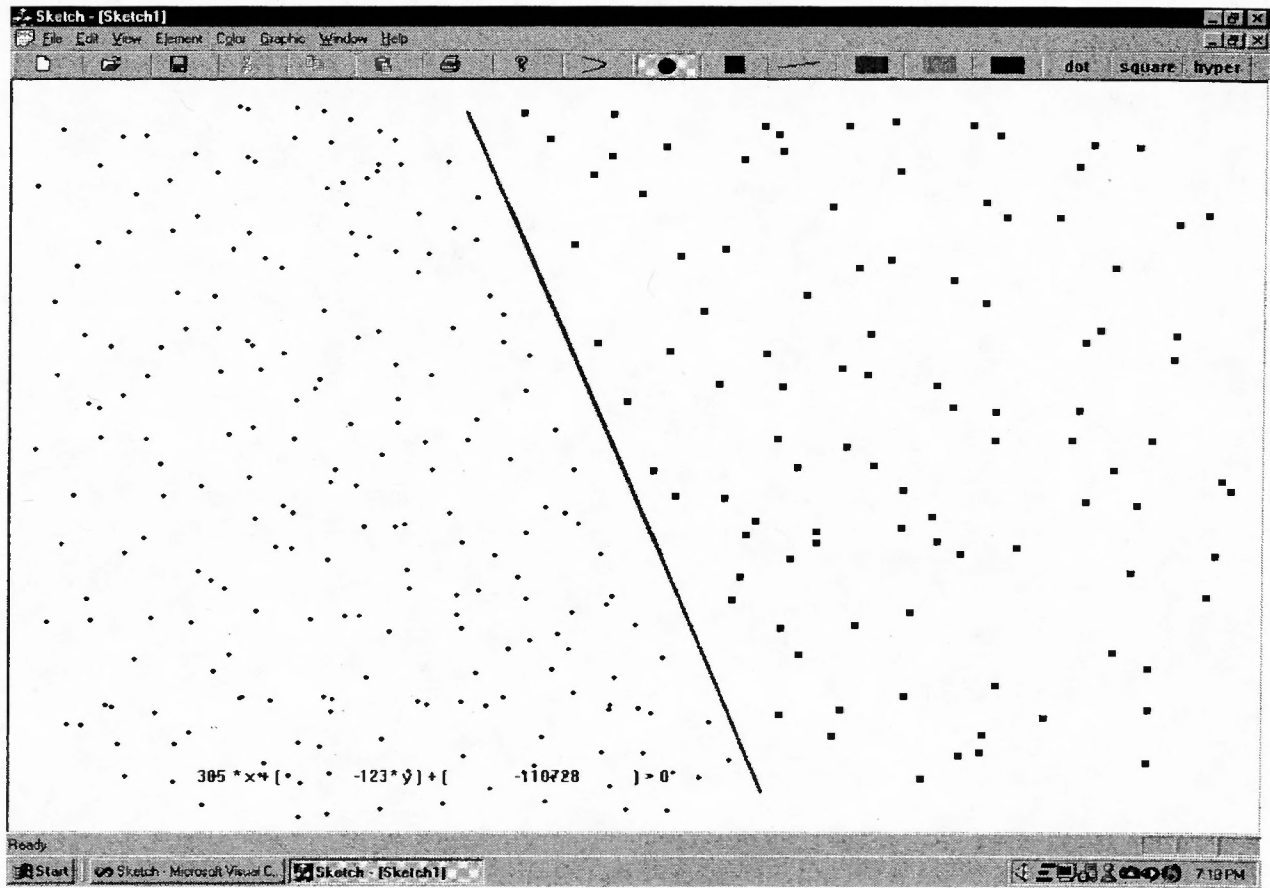 Sketch - [Sketch1]
File Edit View Element Color Graphic Window Help
dot square hyper
305 * x + ( -123 * y ) + ( -110728 ) > 0
Ready
Start Sketch - Microsoft Visual C... Sketch - [Sketch1] 7:10 PM